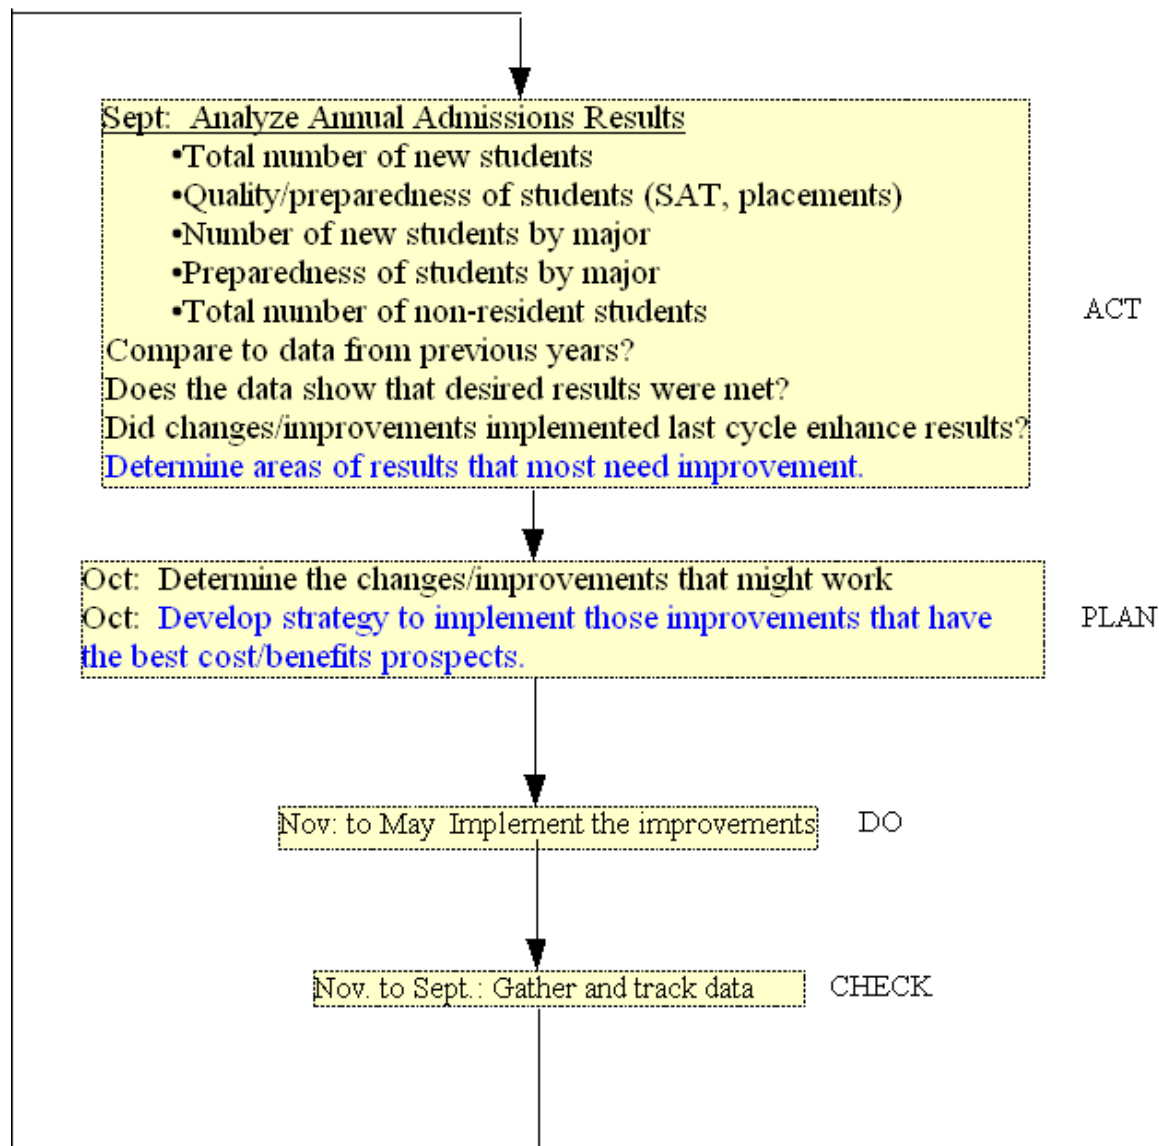 Sept:  Analyze Annual Admissions Results
•Total number of new students
•Quality/preparedness of students (SAT, placements)
•Number of new students by major
•Preparedness of students by major
•Total number of non-resident students
ACT
Compare to data from previous years?
Does the data show that desired results were met?
Did changes/improvements implemented last cycle enhance results?
Determine areas of results that most need improvement.
Oct:  Determine the changes/improvements that might work
Oct:  Develop strategy to implement those improvements that have
the best cost/benefits prospects.
PLAN
Nov: to May  Implement the improvements
DO
Nov. to Sept.: Gather and track data
CHECK